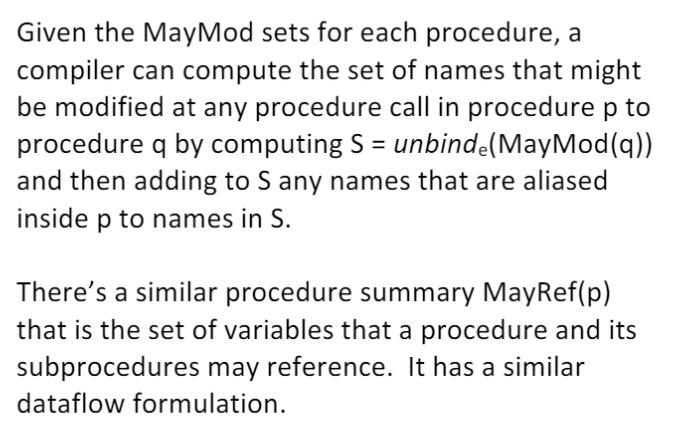 Given the MayMod sets for each procedure, a
compiler can compute the set of names that might
be modified at any procedure call in procedure p to
procedure q by computing S = unbindₑ(MayMod(q))
and then adding to S any names that are aliased
inside p to names in S.
There’s a similar procedure summary MayRef(p)
that is the set of variables that a procedure and its
subprocedures may reference.  It has a similar
dataflow formulation.